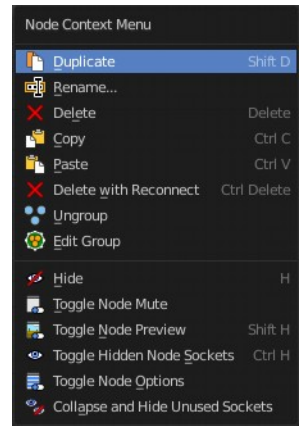 Node Context Menu
Duplicate Shift D
Rename...
Delete Delete
Copy Ctrl C
Paste Ctrl V
Delete with Reconnect Ctrl Delete
Ungroup
Edit Group
Hide H
Toggle Node Mute
Toggle Node Preview Shift H
Toggle Hidden Node Sockets Ctrl H
Toggle Node Options
Collapse and Hide Unused Sockets